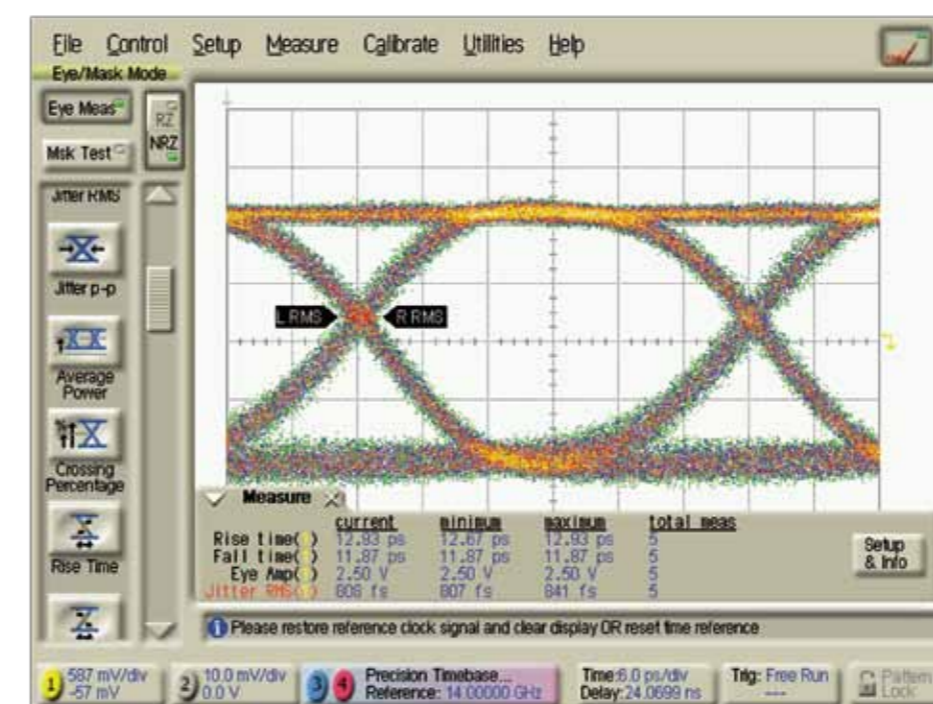 File Control Setup Measure Calibrate Utilities Help
Eye/Mask Mode
Eye Meas
RZ
NRZ
Msk Test
Jitter RMS
Jitter p-p
Average
Power
Crossing
Percentage
Rise Time
L RMS
R RMS
Measure
current minimum maximum total meas
Rise time( ) 12.93 ps 12.67 ps 12.93 ps 5
Fall time( ) 11.87 ps 11.87 ps 11.87 ps 5
Eye Amp( ) 2.50 V 2.50 V 2.50 V 5
Jitter RMS( ) 808 fs 807 fs 841 fs 5
Setup
& Info
Please restore reference clock signal and clear display OR reset time reference
1 587 mV/div
-57 mV
2 10.0 mV/div
0.0 V
3 4 Precision Timebase...
Reference: 14.00000 GHz
Time:6.0 ps/div
Delay:24.0699 ns
Trig: Free Run
---
Pattern
Lock